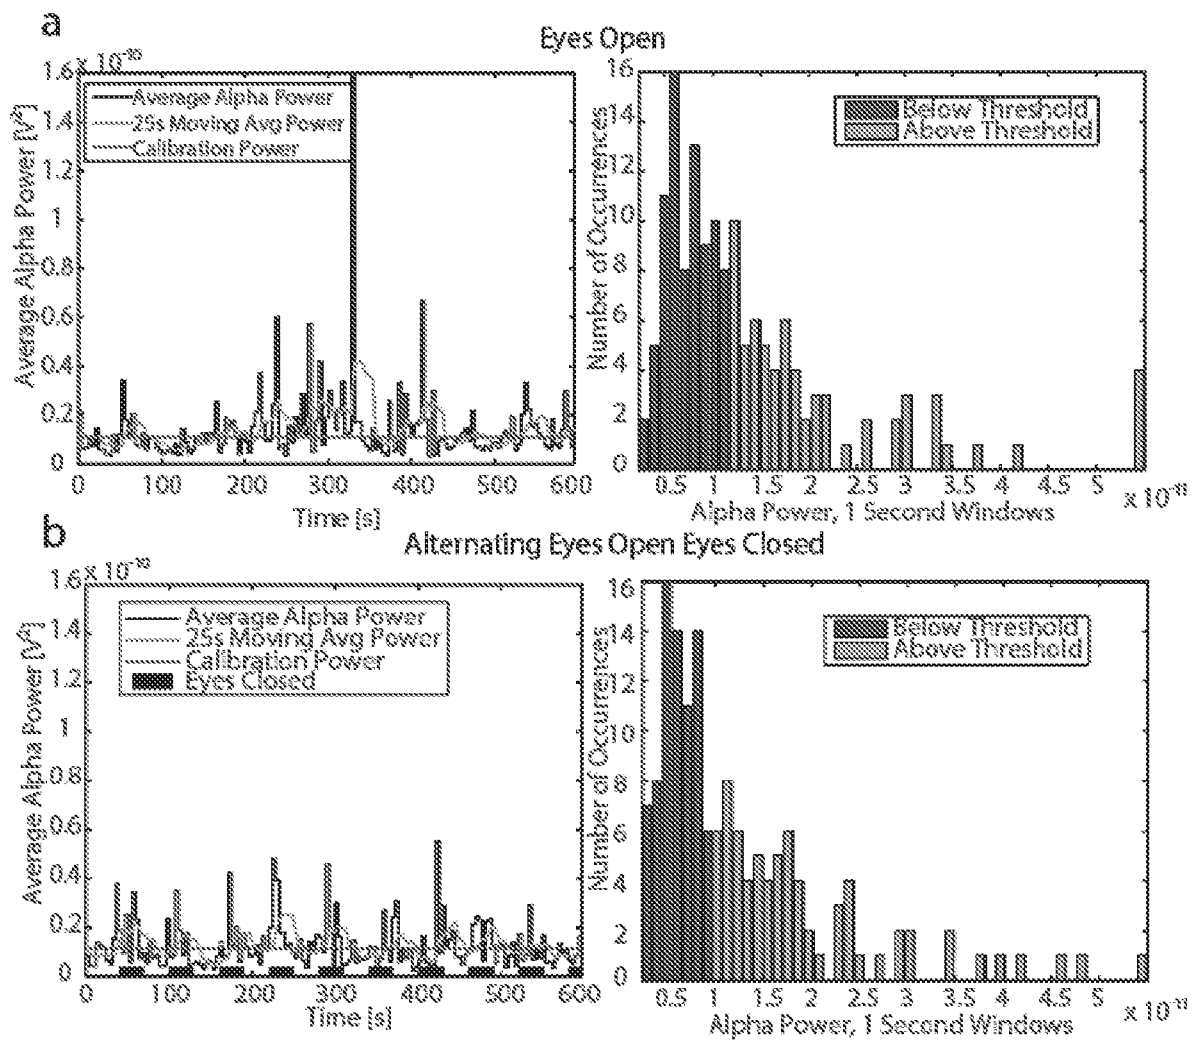 a
Eyes Open
1.6 x 10⁻¹⁰
1.4
1.2
1
0.8
0.6
0.4
0.2
0
Average Alpha Power [V²]
Average Alpha Power
25s Moving Avg Power
Calibration Power
0 100 200 300 400 500 600
Time [s]
16
14
12
10
8
6
4
2
0
Number of Occurrences
Below Threshold
Above Threshold
0.5 1 1.5 2 2.5 3 3.5 4 4.5 5
x 10⁻¹¹
Alpha Power, 1 Second Windows
b
Alternating Eyes Open Eyes Closed
1.6 x 10⁻¹⁰
1.4
1.2
1
0.8
0.6
0.4
0.2
0
Average Alpha Power [V²]
Average Alpha Power
25s Moving Avg Power
Calibration Power
Eyes Closed
0 100 200 300 400 500 600
Time [s]
16
14
12
10
8
6
4
2
0
Number of Occurrences
Below Threshold
Above Threshold
0.5 1 1.5 2 2.5 3 3.5 4 4.5 5
x 10⁻¹¹
Alpha Power, 1 Second Windows